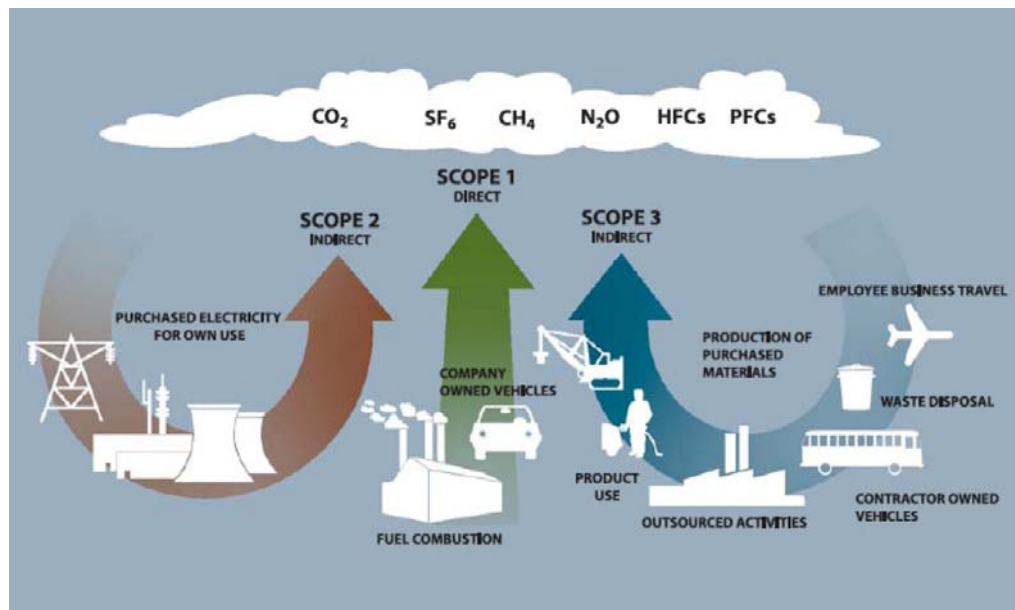 CO₂ SF₆ CH₄ N₂O HFCs PFCs
SCOPE 1
DIRECT
SCOPE 2
INDIRECT
SCOPE 3
INDIRECT
PURCHASED ELECTRICITY
FOR OWN USE
COMPANY
OWNED VEHICLES
FUEL COMBUSTION
EMPLOYEE BUSINESS TRAVEL
PRODUCTION OF
PURCHASED
MATERIALS
WASTE DISPOSAL
PRODUCT
USE
OUTSOURCED ACTIVITIES
CONTRACTOR OWNED
VEHICLES